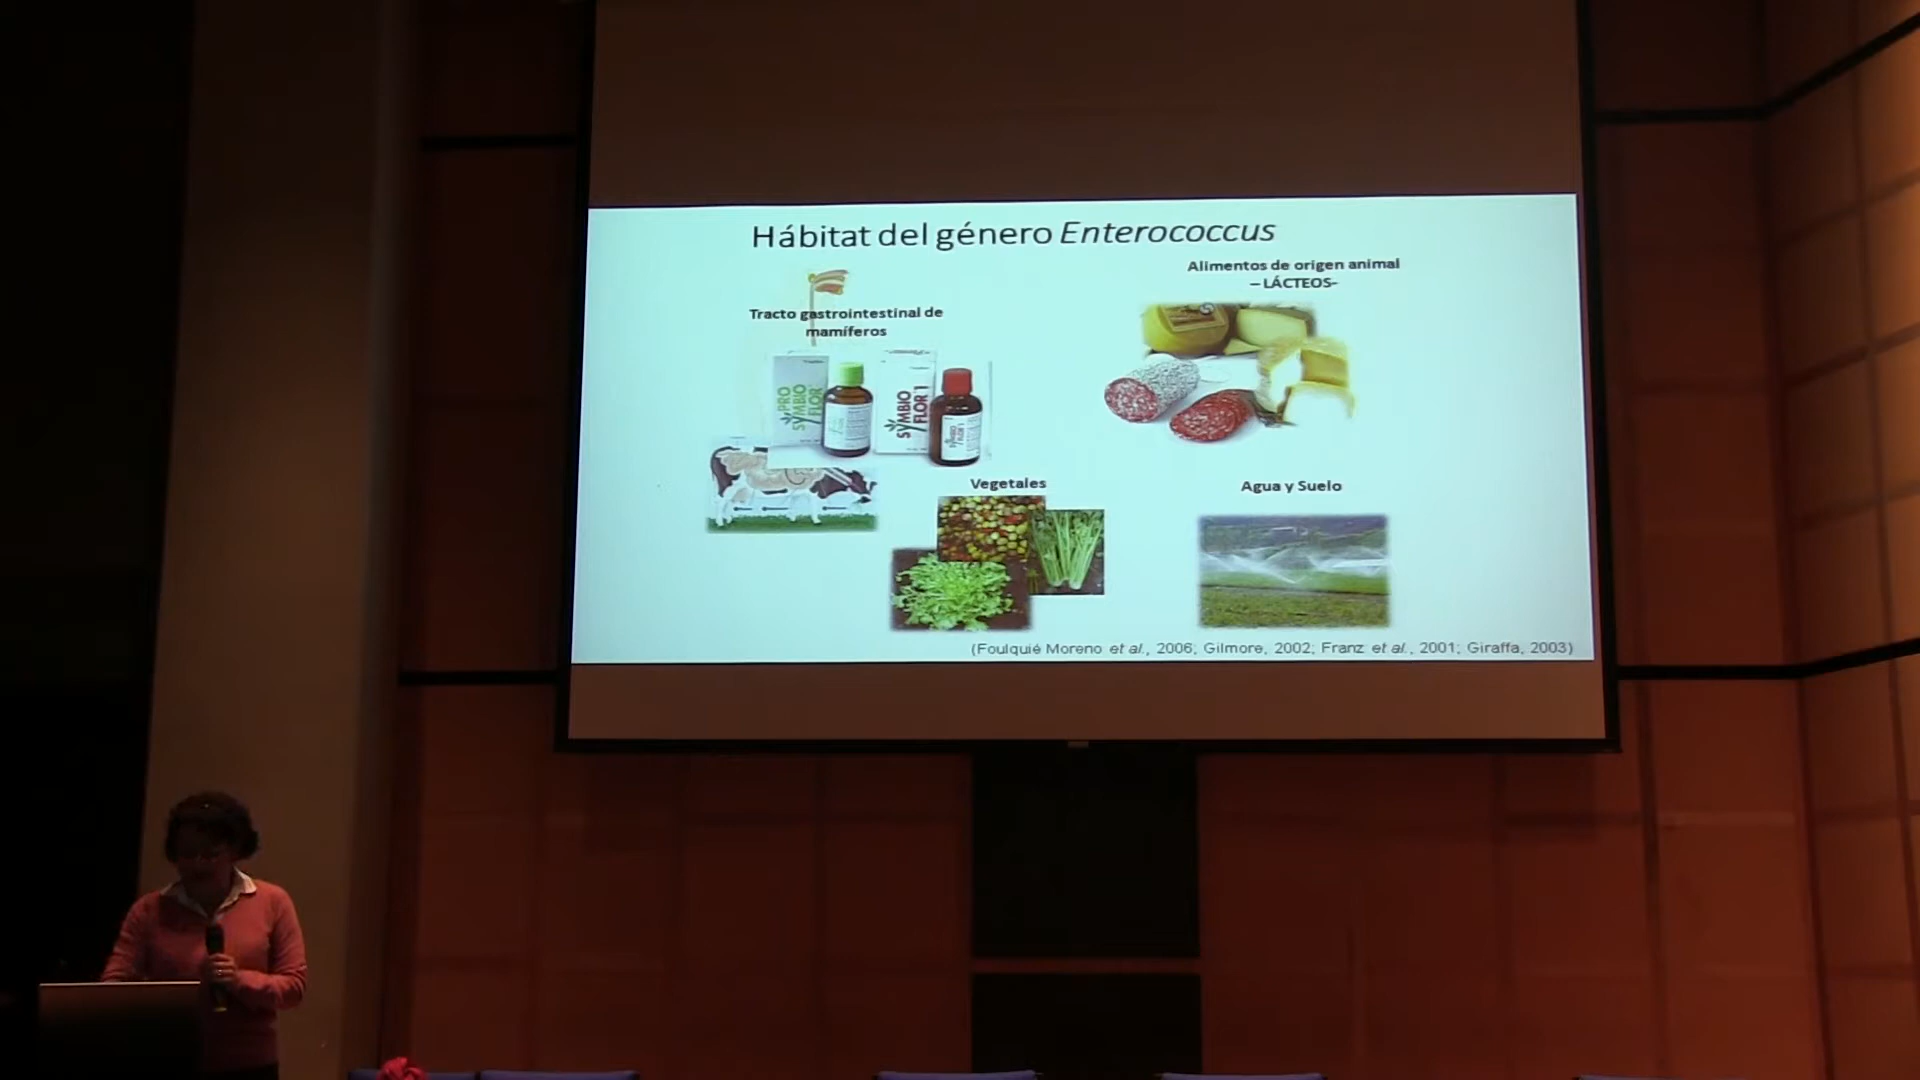 Hábitat del género Enterococcus
Alimentos de origen animal
– LÁCTEOS-
Tracto gastrointestinal de
mamíferos
PRO
SYMBIO
FLOR
SYMBIO
FLOR 1
Vegetales
Agua y Suelo
(Foulquié Moreno et al., 2006; Gilmore, 2002; Franz et al., 2001; Giraffa, 2003)